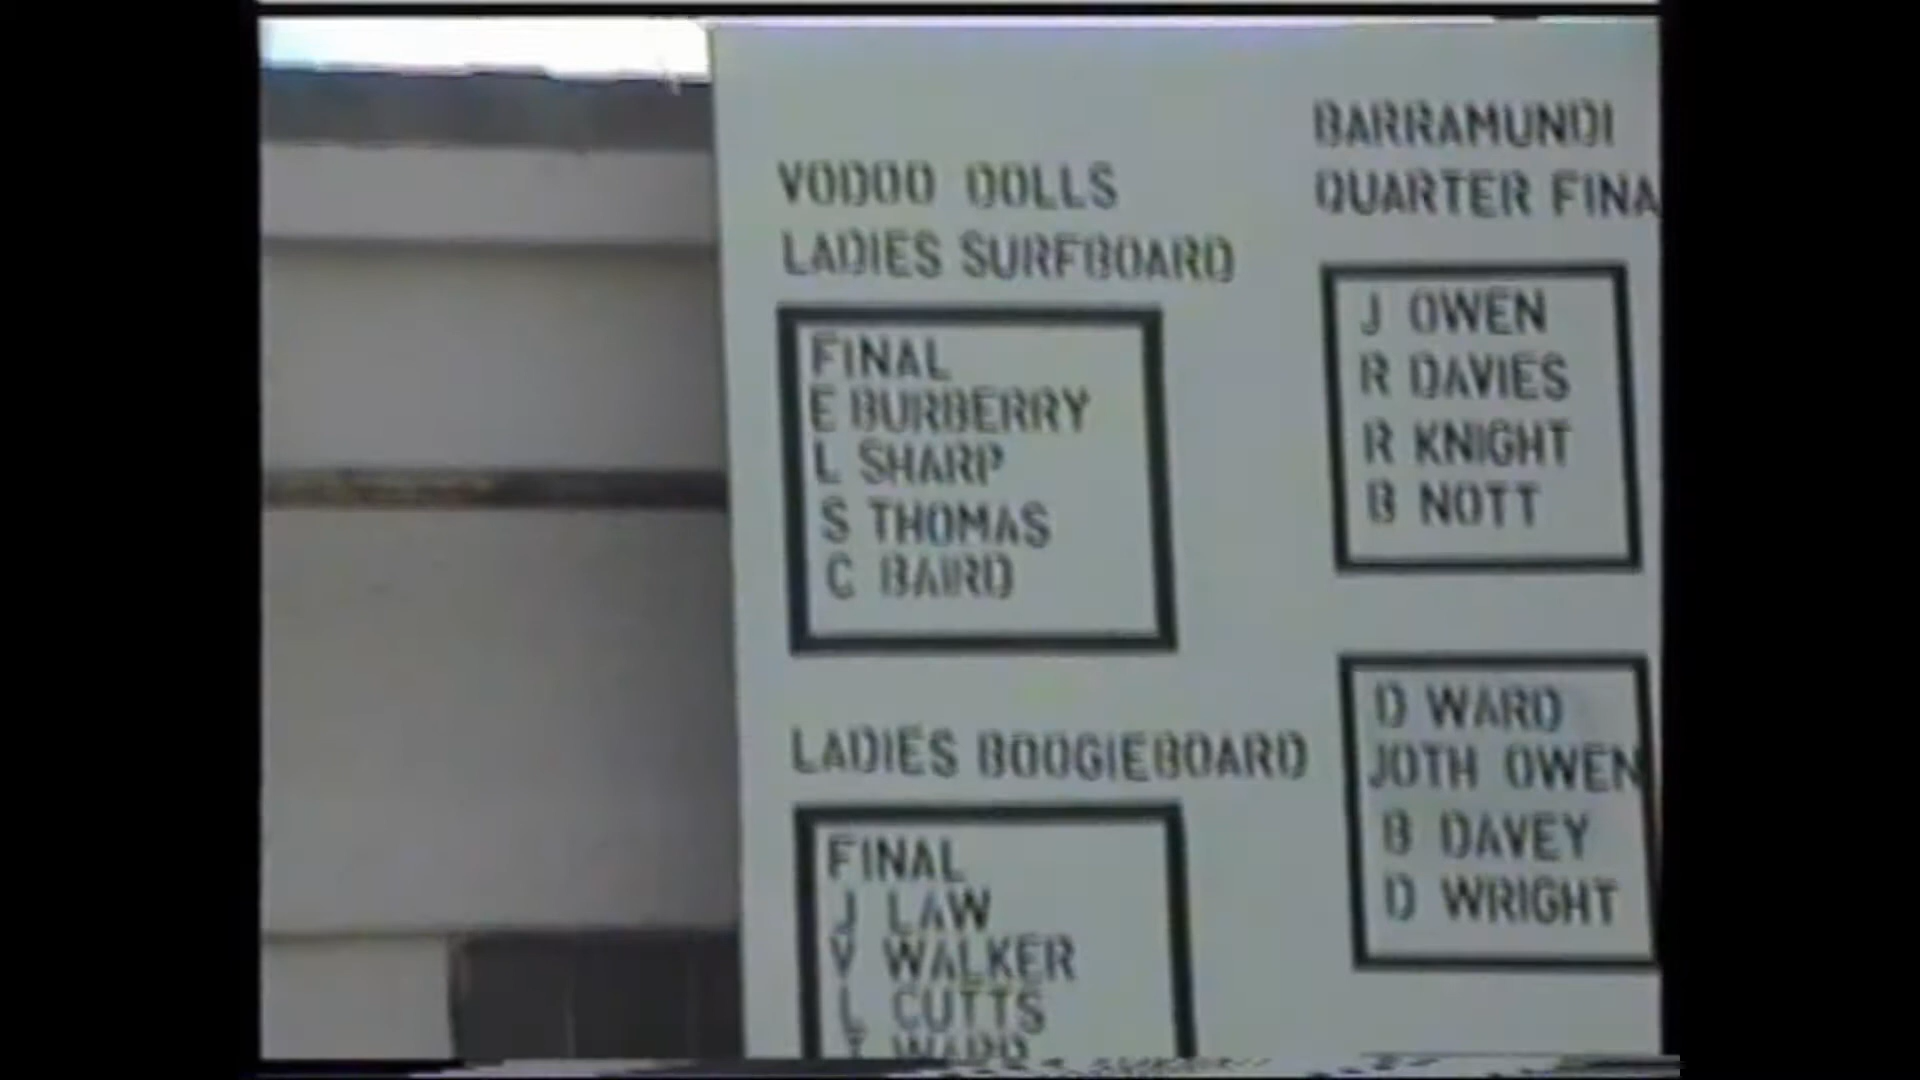 VODOO DOLLS
LADIES SURFBOARD
FINAL
E BURBERRY
L SHARP
S THOMAS
C BAIRD
LADIES BOOGIEBOARD
FINAL
J LAW
V WALKER
L CUTTS
WARD
BARRAMUNDI
QUARTER FINA
J OWEN
R DAVIES
R KNIGHT
B NOTT
D WARD
JOTH OWEN
B DAVEY
D WRIGHT